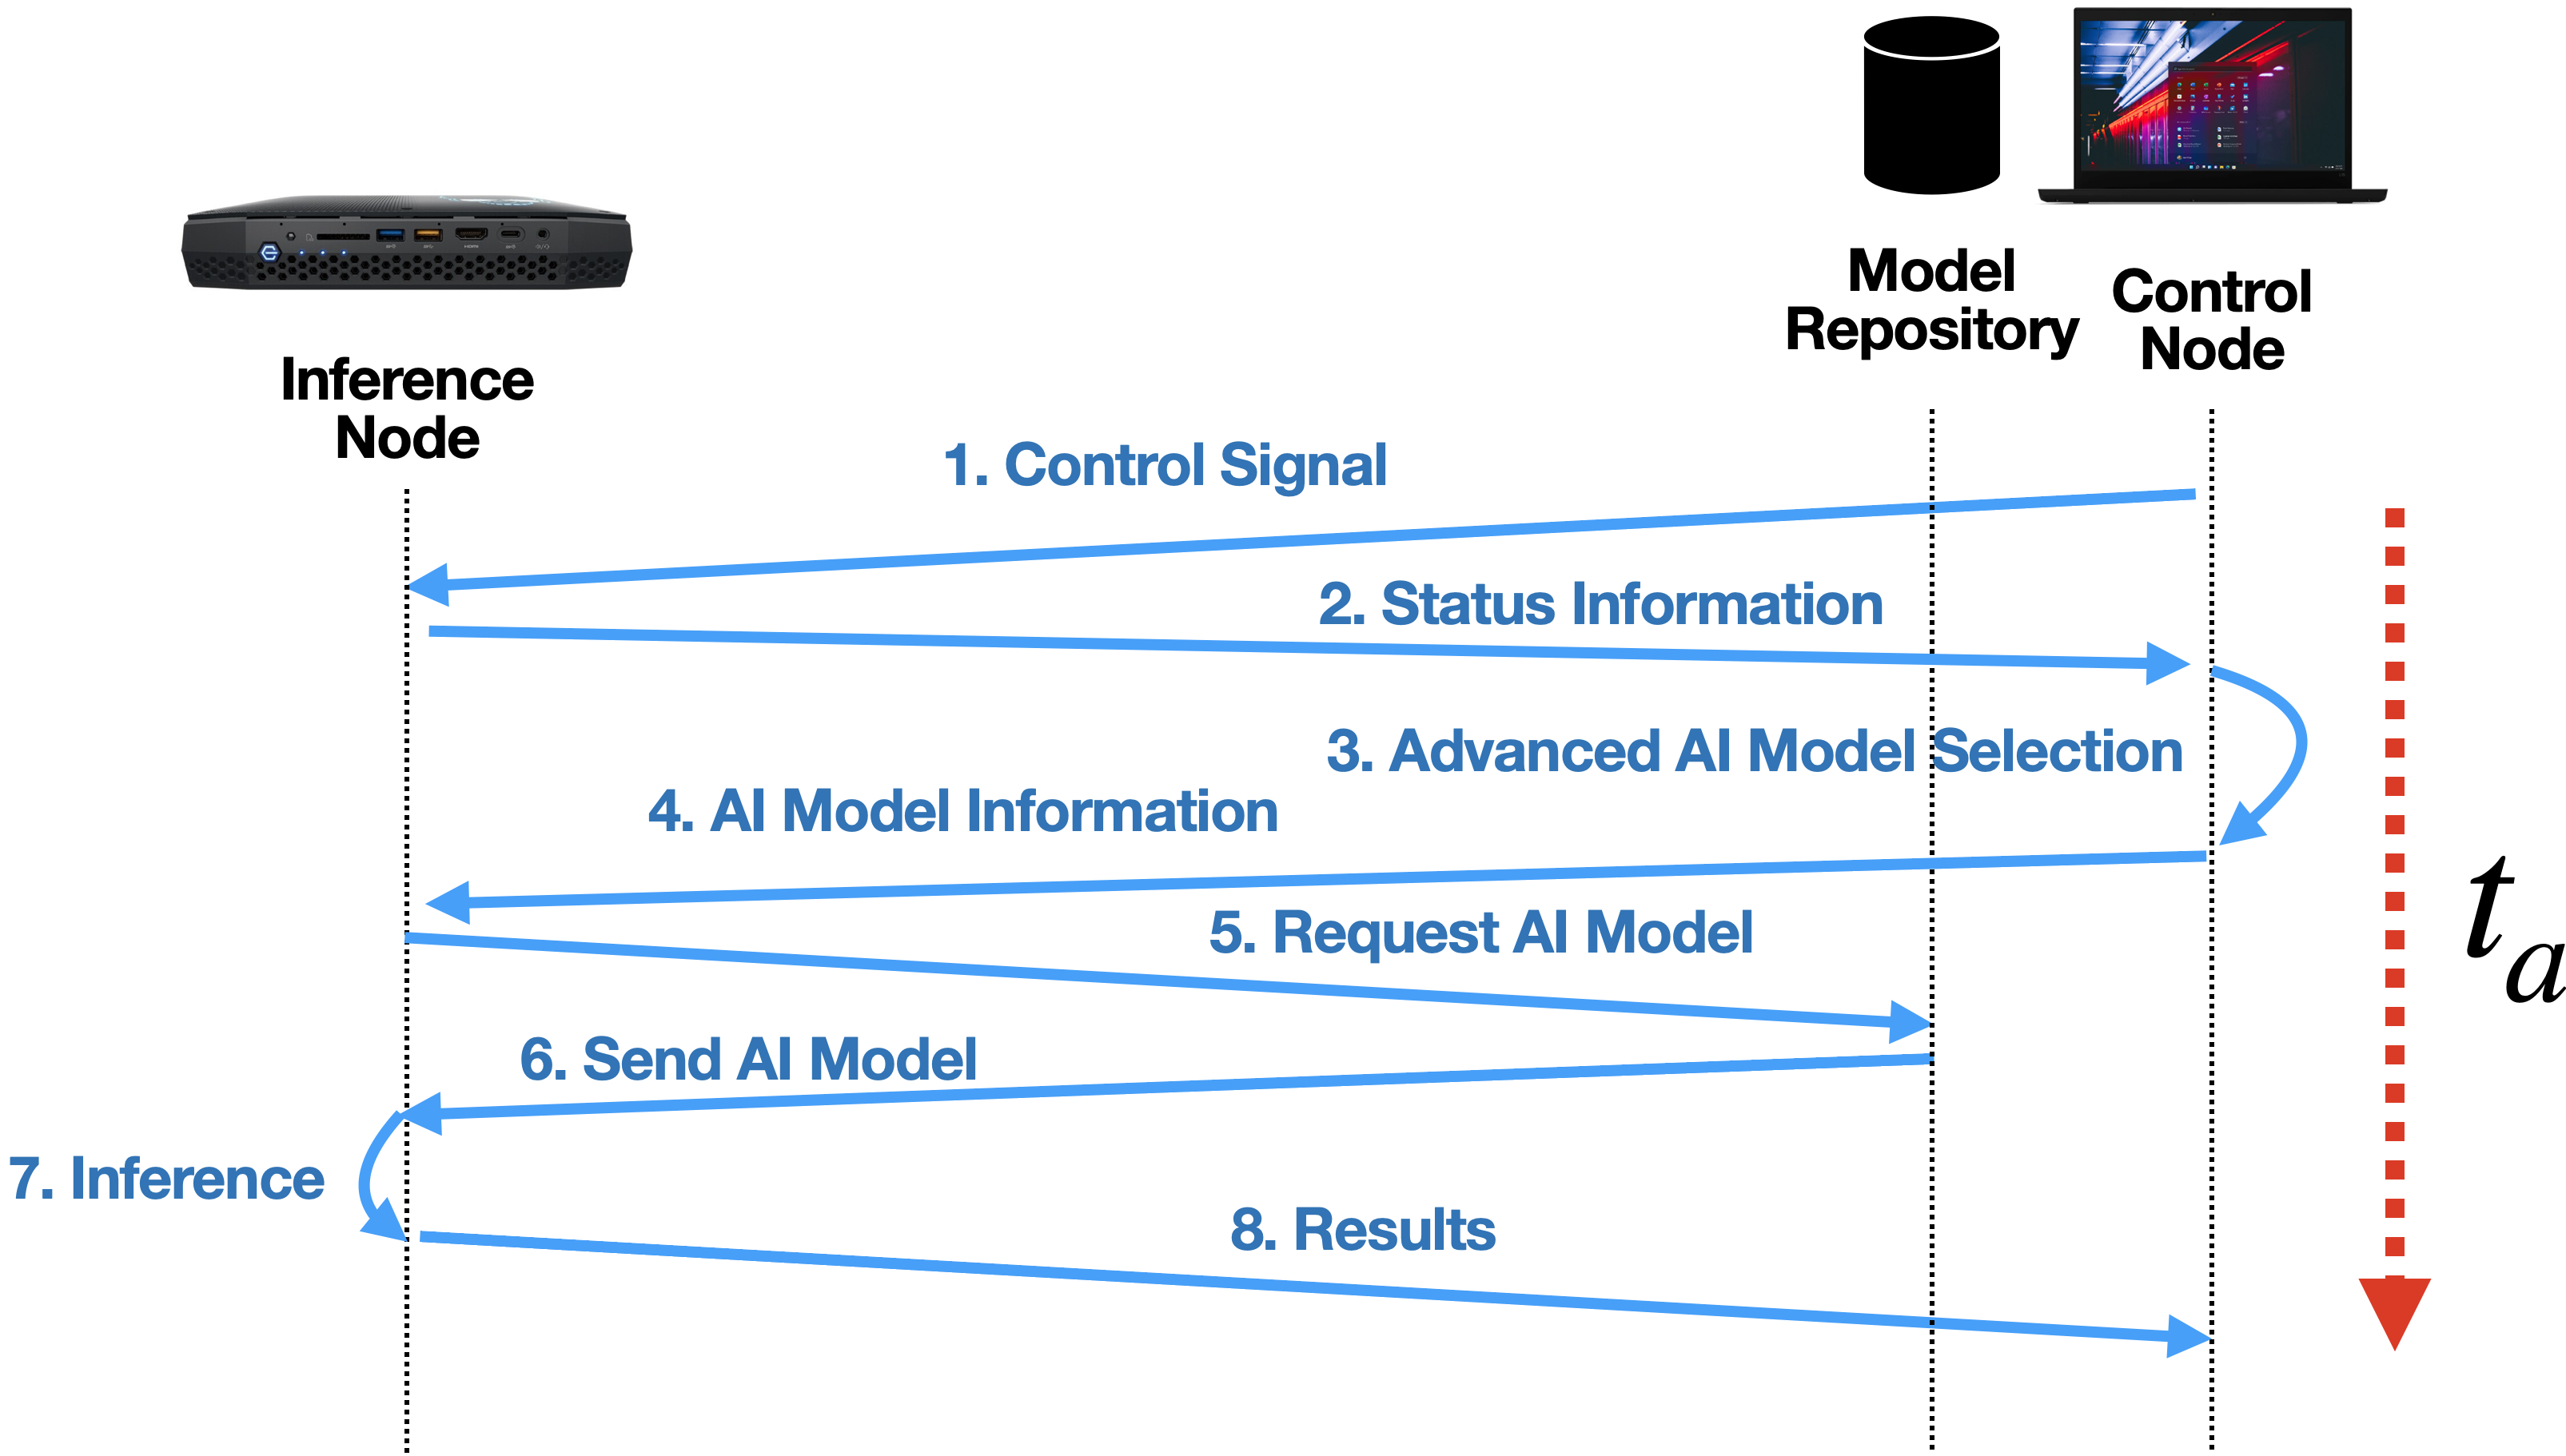 Model
Repository
Control
Node
Inference
Node
1. Control Signal
2. Status Information
3. Advanced AI Model Selection
4. AI Model Information
5. Request AI Model
6. Send AI Model
7. Inference
8. Results
t_a